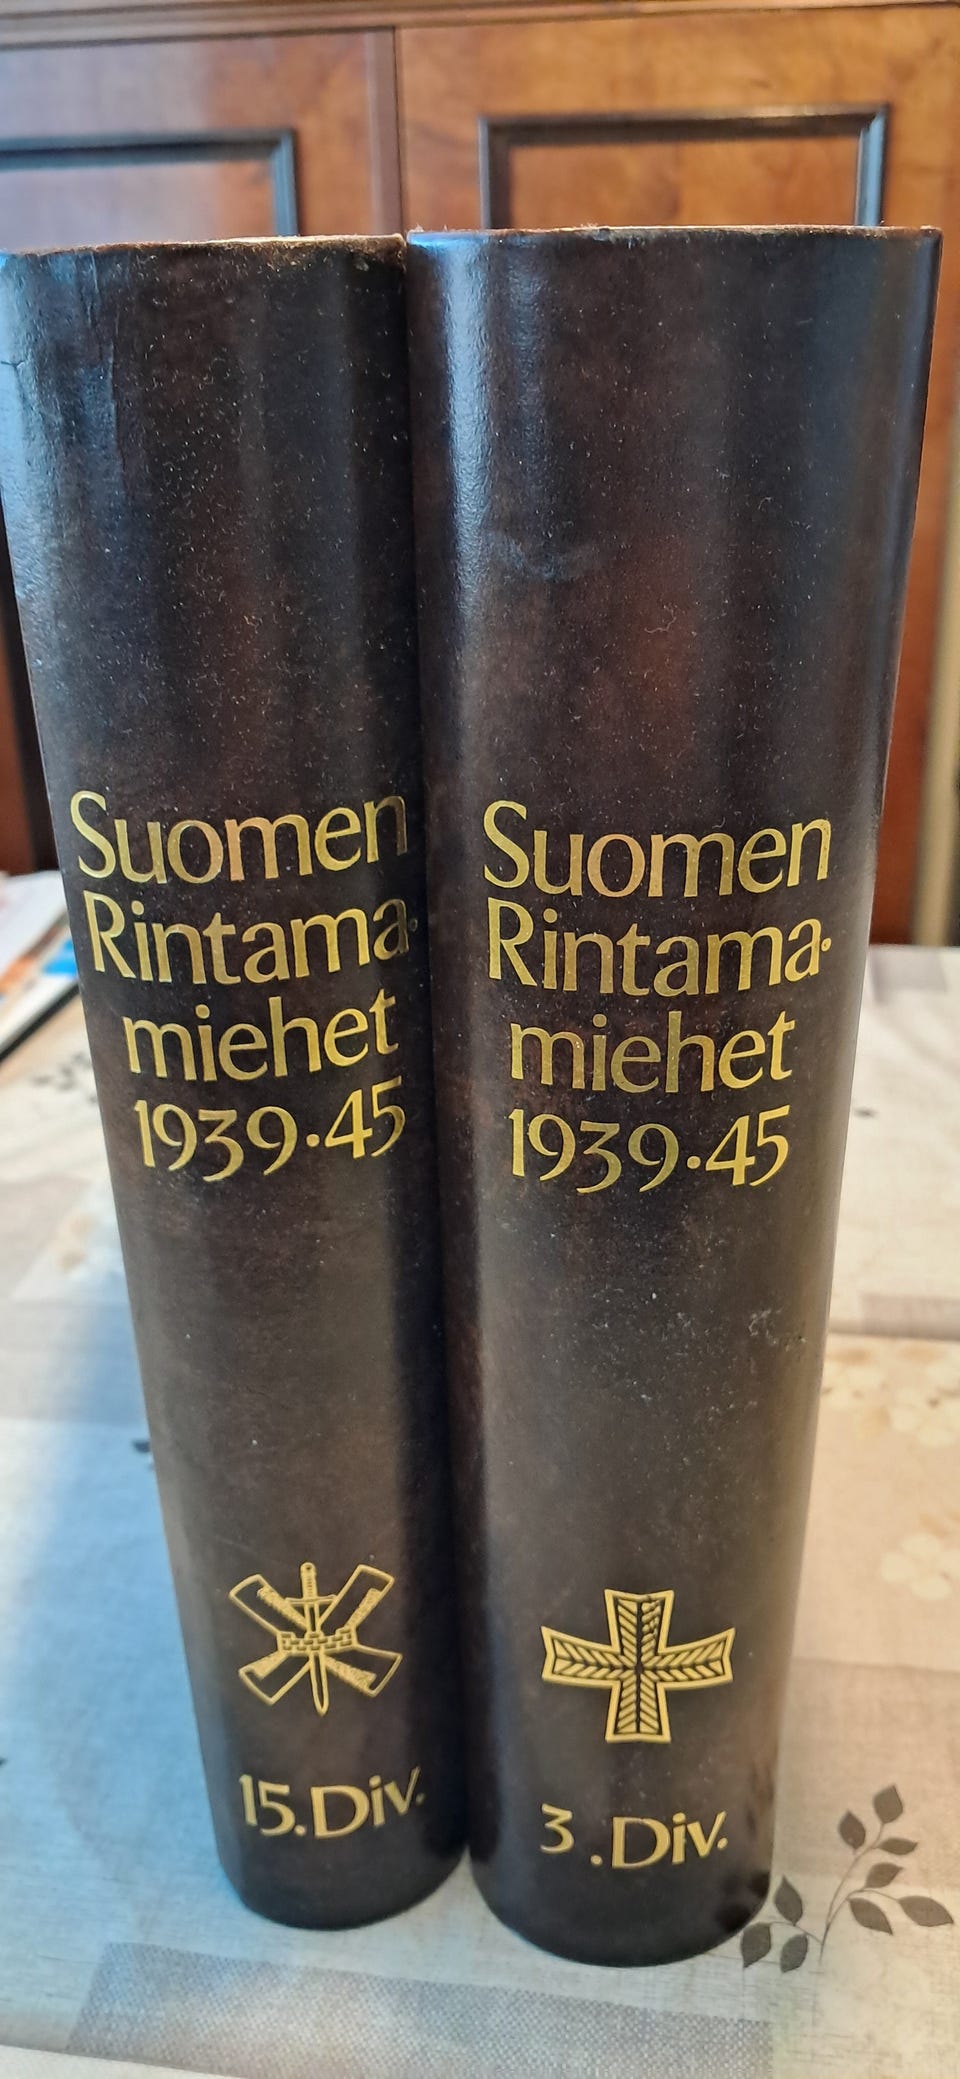 Suomen
Rintama-
miehet
1939-45
15.Div.
Suomen
Rintama-
miehet
1939-45
3.Div.